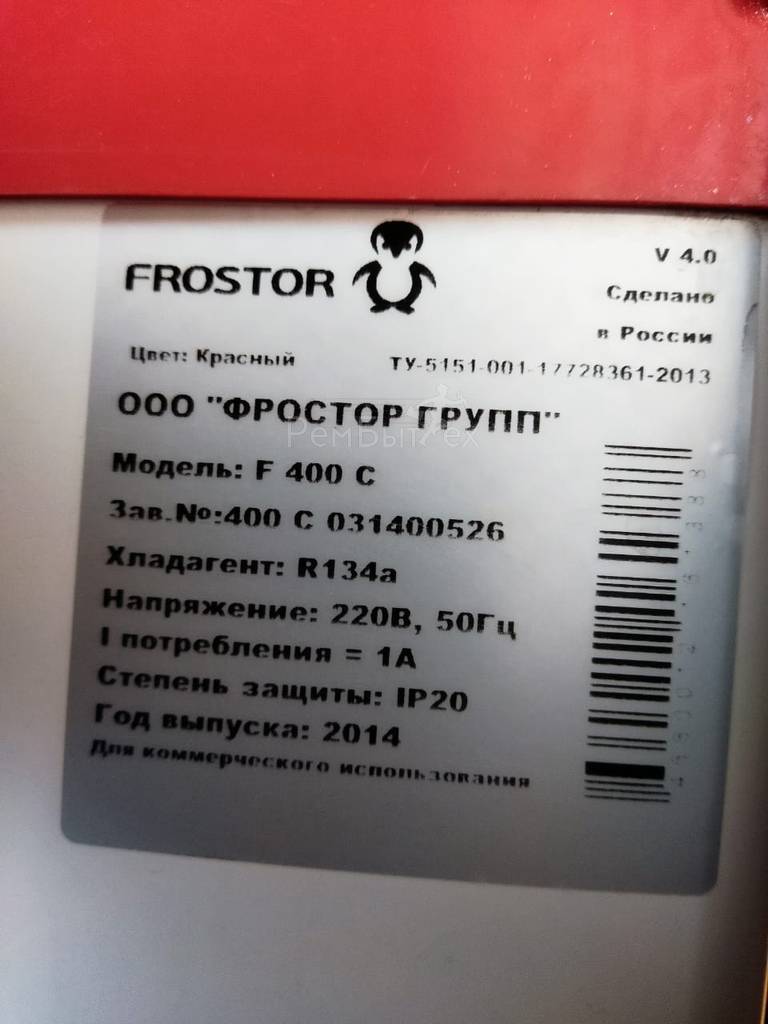 FROSTOR
V 4.0
Сделано
в России
Цвет: Красный
ТУ-5151-001-17728361-2013
ООО "ФРОСТОР ГРУПП"
РемБытТех
Модель: F 400 C
Зав.№:400 C 031400526
Хладагент: R134a
Напряжение: 220В, 50Гц
I потребления = 1А
Степень защиты: IP20
Год выпуска: 2014
Для коммерческого использования